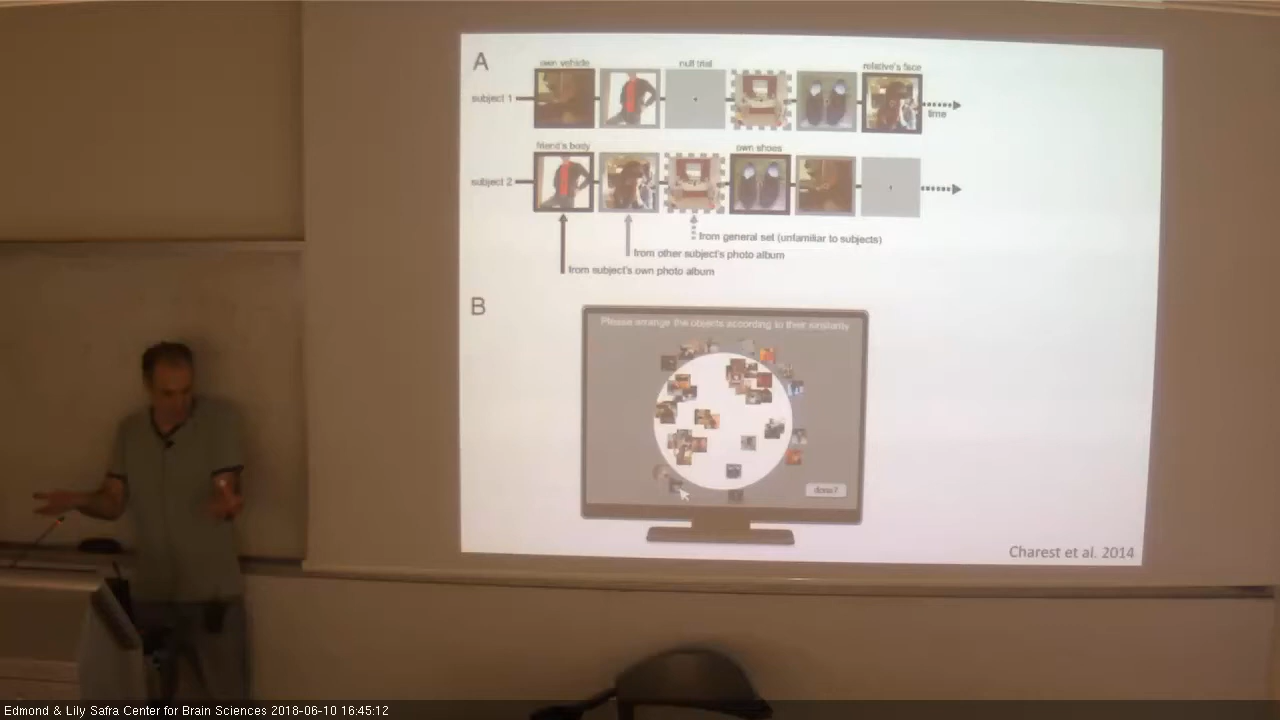 A
own vehicle
null trial
relative's face
subject 1
time
friend's body
own shoes
subject 2
from general set (unfamiliar to subjects)
from other subject's photo album
from subject's own photo album
B
Please arrange the objects according to their similarity
done?
Charest et al. 2014
Edmond & Lily Safra Center for Brain Sciences 2018-06-10 16:45:12